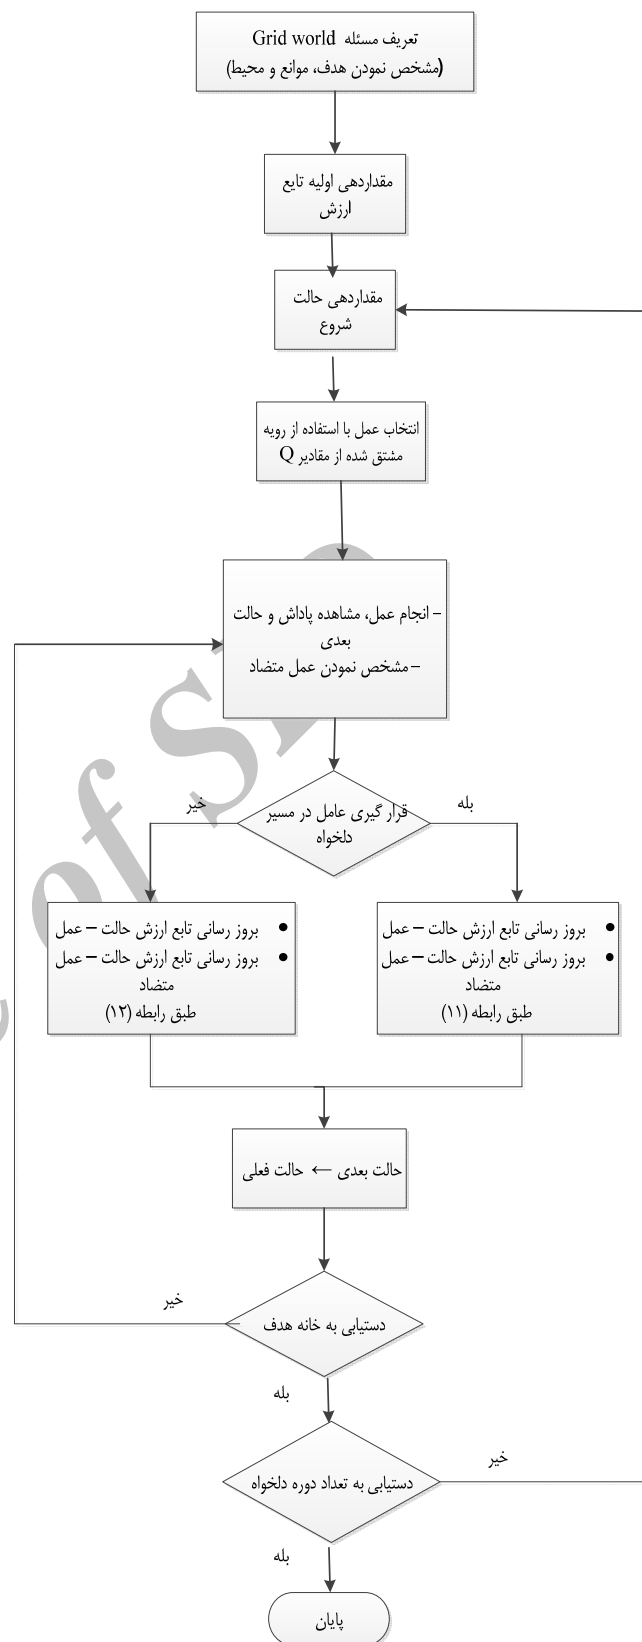 تعریف مسئله Grid world
(مشخص نمودن هدف، موانع و محیط)
مقداردهی اولیه تایع
ارزش
مقداردهی حالت
شروع
انتخاب عمل با استفاده از رویه
مشتق شده از مقادیر Q
– انجام عمل، مشاهده پاداش و حالت
بعدی
– مشخص نمودن عمل متضاد
قرار گیری عامل در مسیر
دلخواه
بله
خیر
• بروز رسانی تابع ارزش حالت – عمل
• بروز رسانی تابع ارزش حالت – عمل
متضاد
طبق رابطه (۱۱)
• بروز رسانی تابع ارزش حالت – عمل
• بروز رسانی تابع ارزش حالت – عمل
متضاد
طبق رابطه (۱۲)
حالت بعدی ← حالت فعلی
دستیابی به خانه هدف
خیر
بله
دستیابی به تعداد دوره دلخواه
خیر
بله
پایان
of